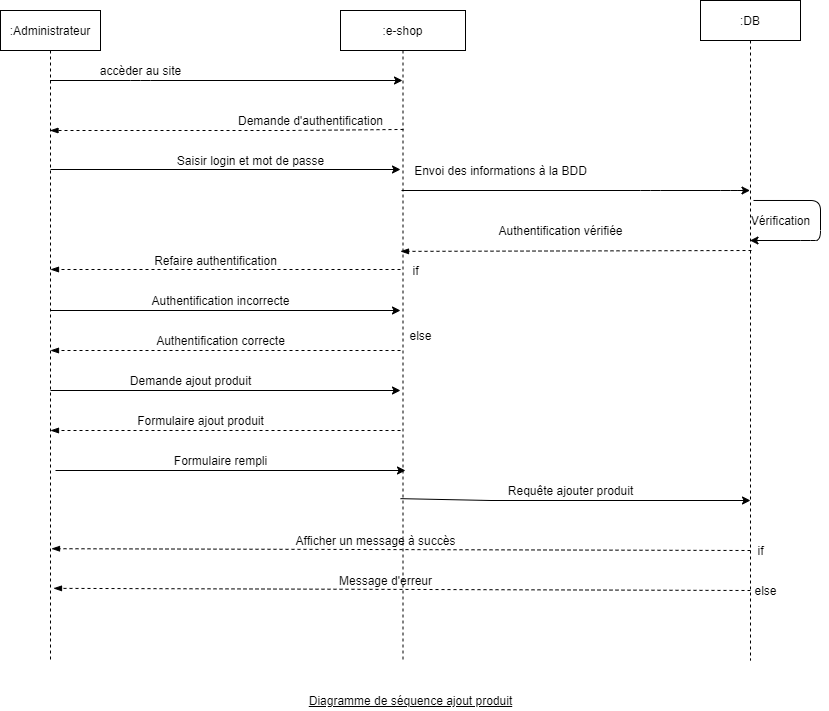 :Administrateur
:e-shop
:DB
accèder au site
Demande d'authentification
Saisir login et mot de passe
Envoi des informations à la BDD
Vérification
Authentification vérifiée
Refaire authentification
if
Authentification incorrecte
else
Authentification correcte
Demande ajout produit
Formulaire ajout produit
Formulaire rempli
Requête ajouter produit
Afficher un message à succès
if
Message d'erreur
else
Diagramme de séquence ajout produit